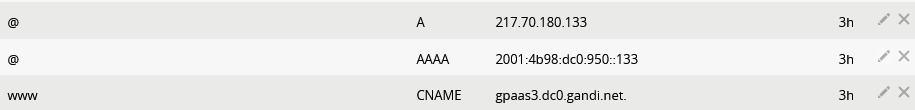 @ A 217.70.180.133 3h
@ AAAA 2001:4b98:dc0:950::133 3h
www CNAME gpaas3.dc0.gandi.net. 3h